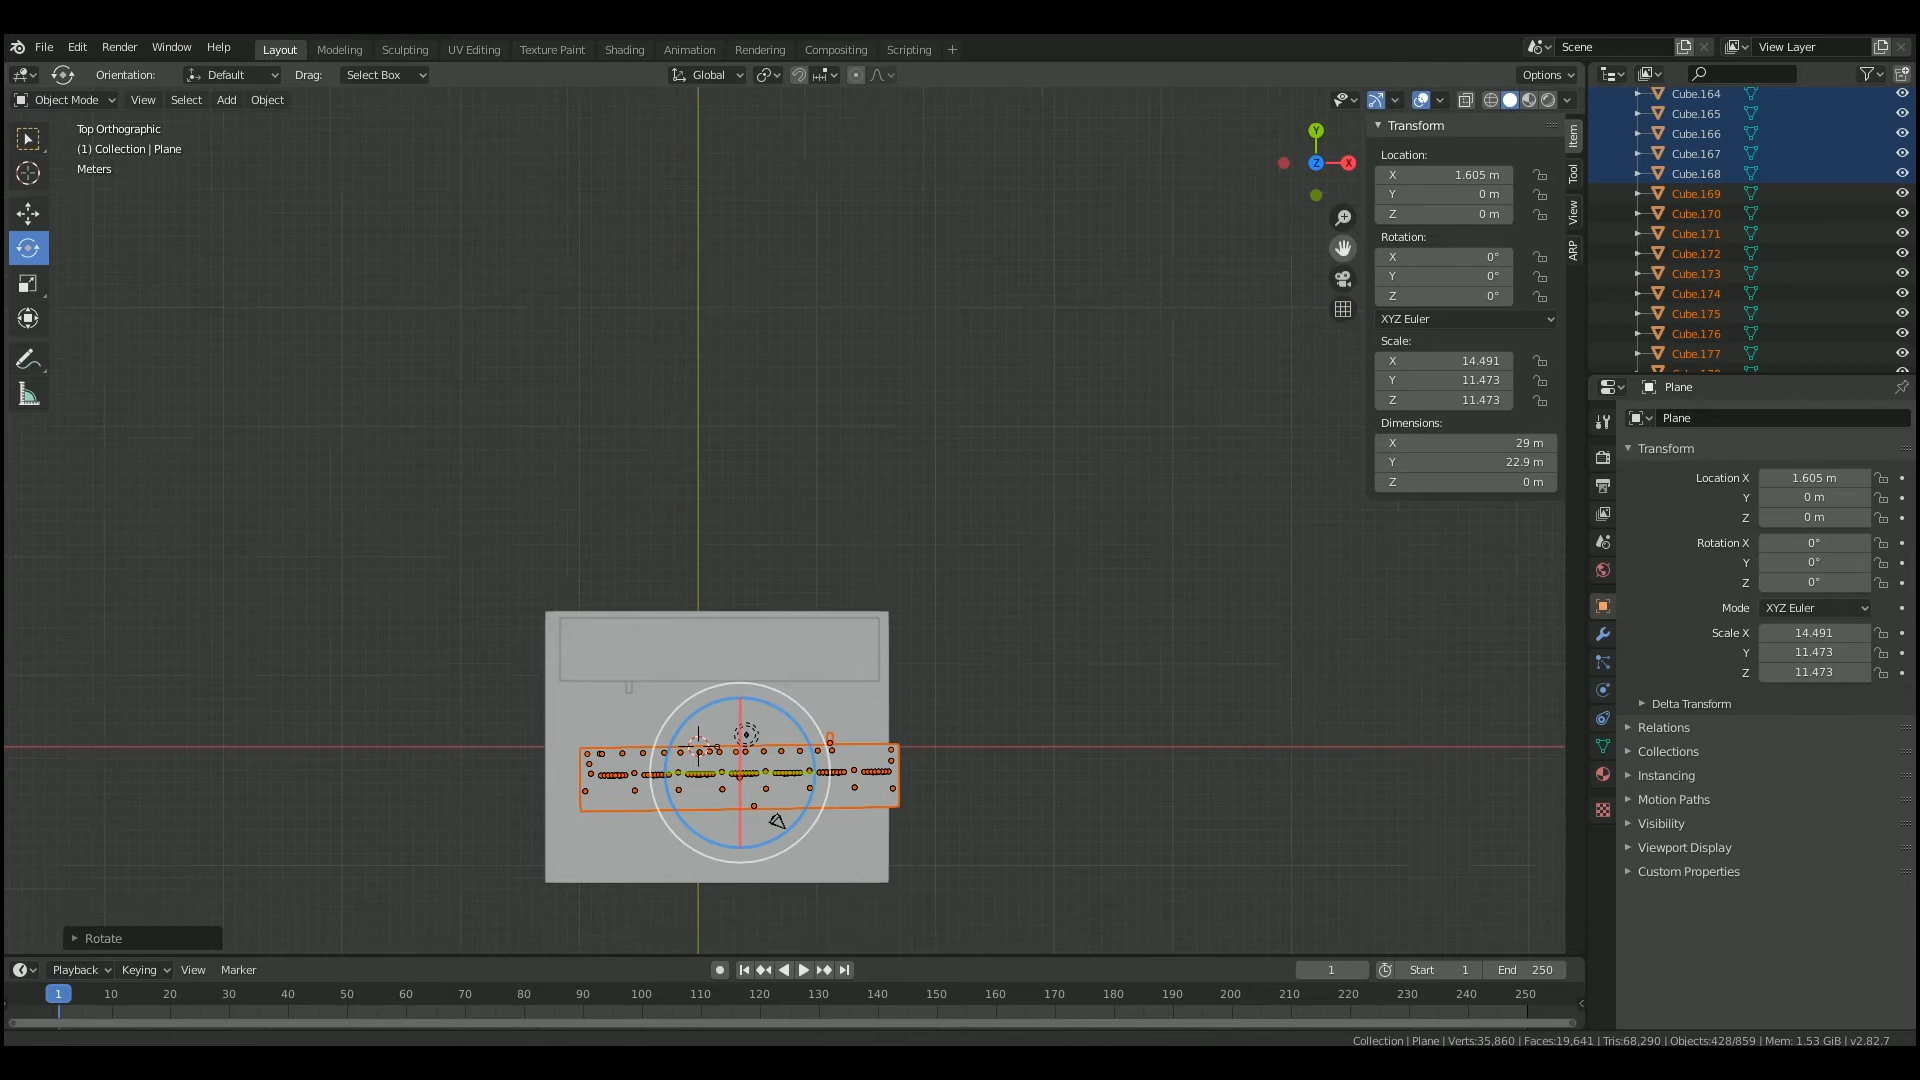 File Edit Render Window Help
Layout Modeling Sculpting UV Editing Texture Paint Shading Animation Rendering Compositing Scripting +
Scene
View Layer
Orientation: Default Drag: Select Box
Global
Options
Object Mode View Select Add Object
Top Orthographic
(1) Collection | Plane
Meters
Y
X
Z
Transform
Location:
X 1.605 m
Y 0 m
Z 0 m
Rotation:
X 0°
Y 0°
Z 0°
XYZ Euler
Scale:
X 14.491
Y 11.473
Z 11.473
Dimensions:
X 29 m
Y 22.9 m
Z 0 m
Item
Tool
View
ARP
Cube.164
Cube.165
Cube.166
Cube.167
Cube.168
Cube.169
Cube.170
Cube.171
Cube.172
Cube.173
Cube.174
Cube.175
Cube.176
Cube.177
Plane
Plane
Transform
Location X 1.605 m
Y 0 m
Z 0 m
Rotation X 0°
Y 0°
Z 0°
Mode XYZ Euler
Scale X 14.491
Y 11.473
Z 11.473
Delta Transform
Relations
Collections
Instancing
Motion Paths
Visibility
Viewport Display
Custom Properties
Rotate
Playback Keying View Marker
1 Start 1 End 250
1 10 20 30 40 50 60 70 80 90 100 110 120 130 140 150 160 170 180 190 200 210 220 230 240 250
Collection | Plane | Verts:35,860 | Faces:19,641 | Tris:68,290 | Objects:428/859 | Mem: 1.53 GiB | v2.82.7